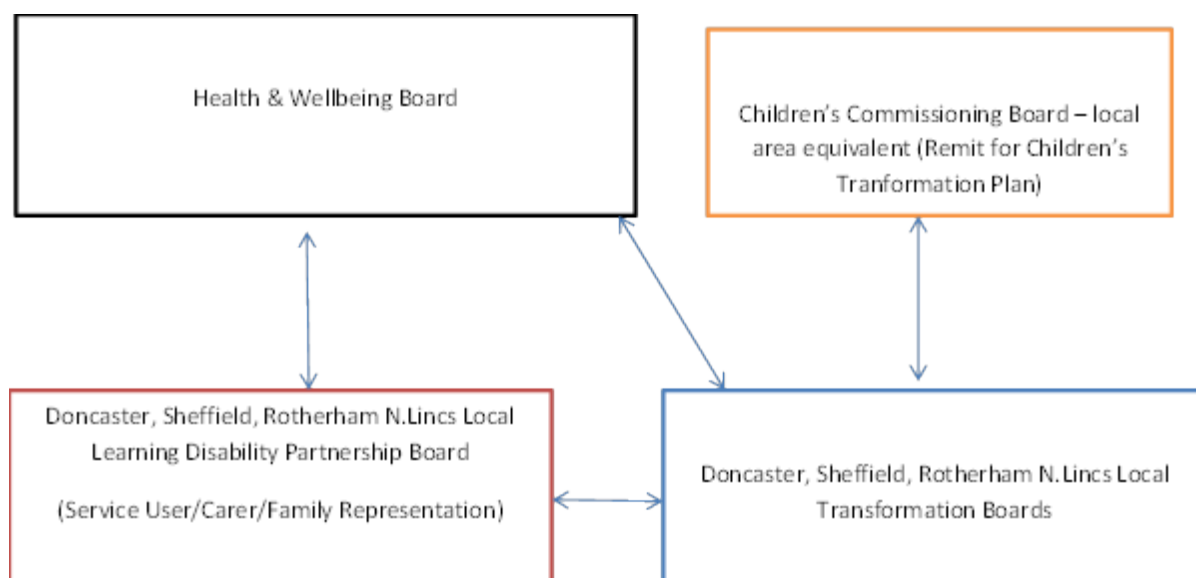 Health & Wellbeing Board
Children's Commissioning Board – local
area equivalent (Remit for Children's
Tranformation Plan)
Doncaster, Sheffield, Rotherham N.Lincs Local
Learning Disability Partnership Board
(Service User/Carer/Family Representation)
Doncaster, Sheffield, Rotherham N.Lincs Local
Transformation Boards